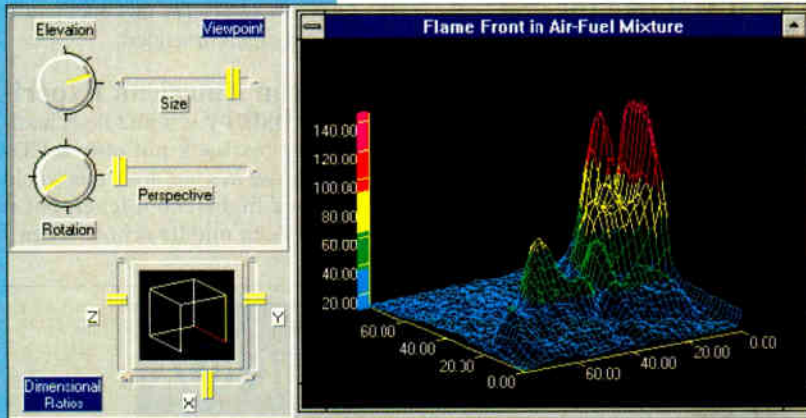 Elevation
Viewpoint
Size
Perspective
Rotation
Z
Y
X
Dimensional
Ratios
Flame Front in Air-Fuel Mixture
140.00
120.00
100.00
80.00
60.00
40.00
20.00
60.00
40.00
20.00
0.00
60.00
40.00
20.00
0.00